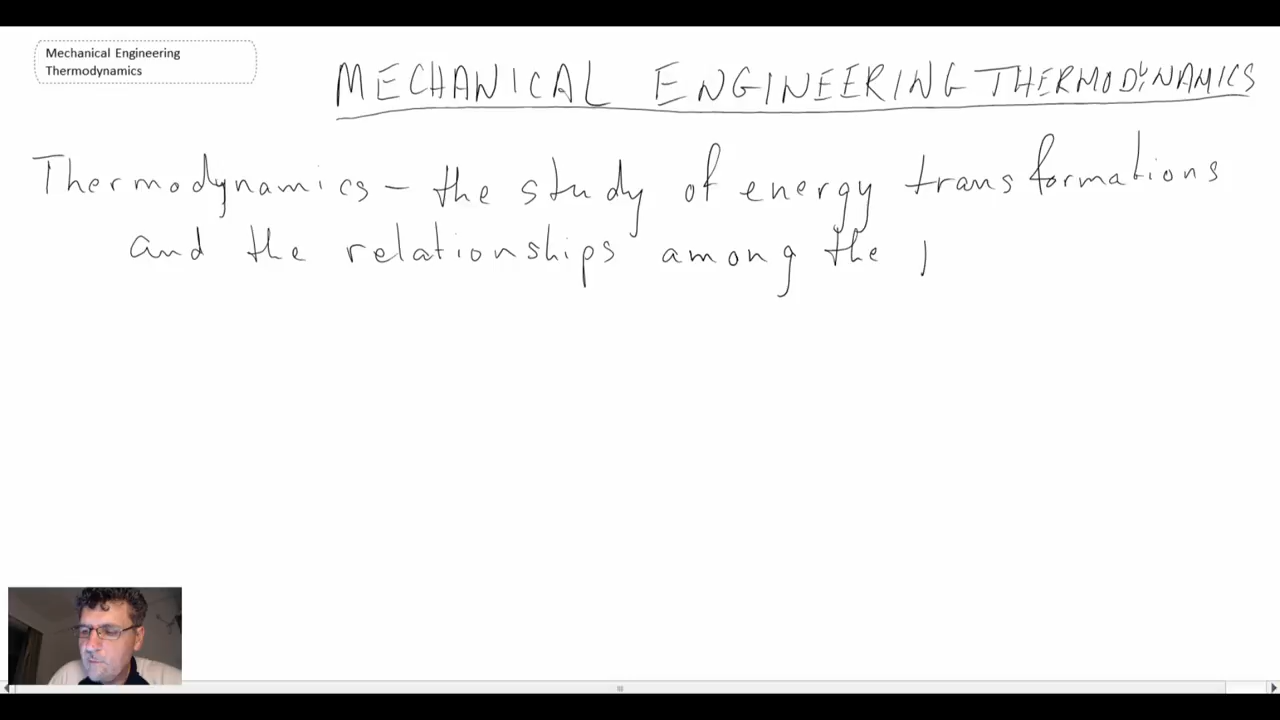 Mechanical Engineering
Thermodynamics
MECHANICAL ENGINEERING THERMODYNAMICS
Thermodynamics – the study of energy transformations
and the relationships among the